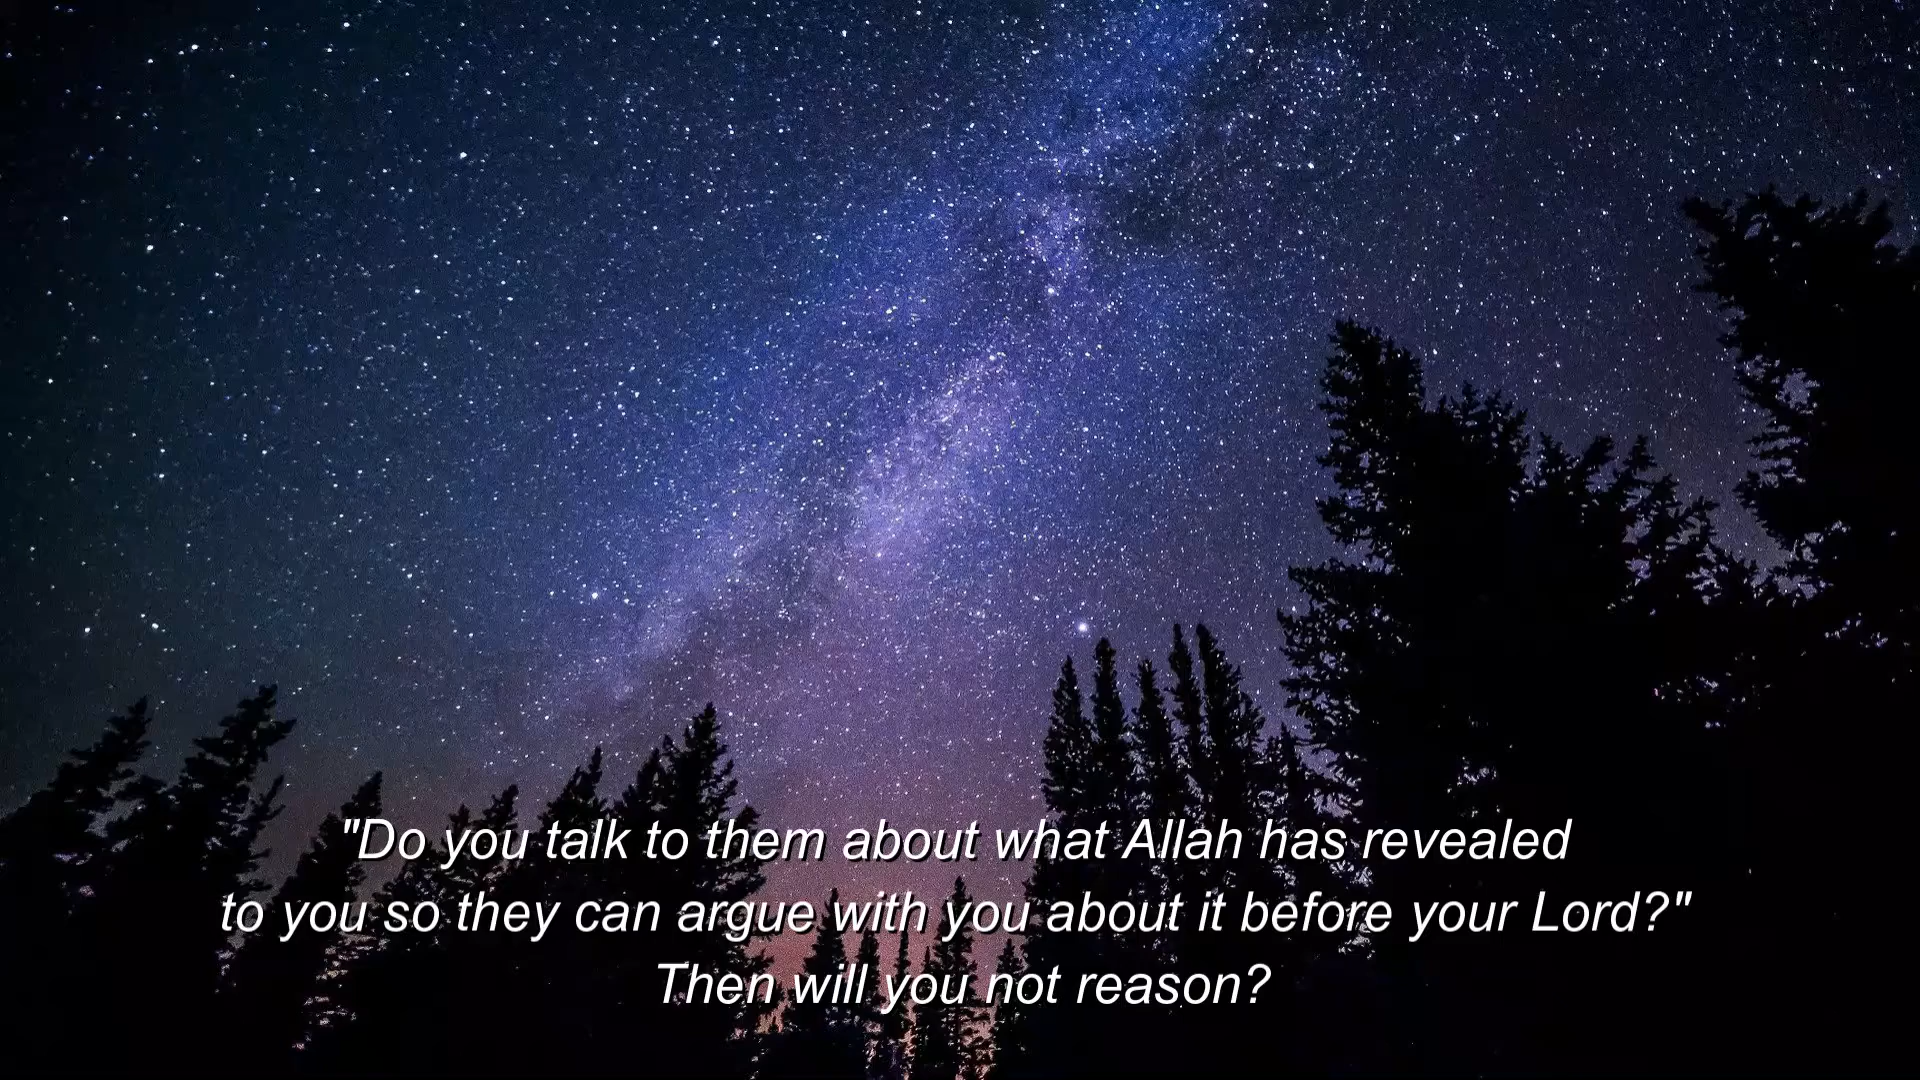 "Do you talk to them about what Allah has revealed
to you so they can argue with you about it before your Lord?"
Then will you not reason?